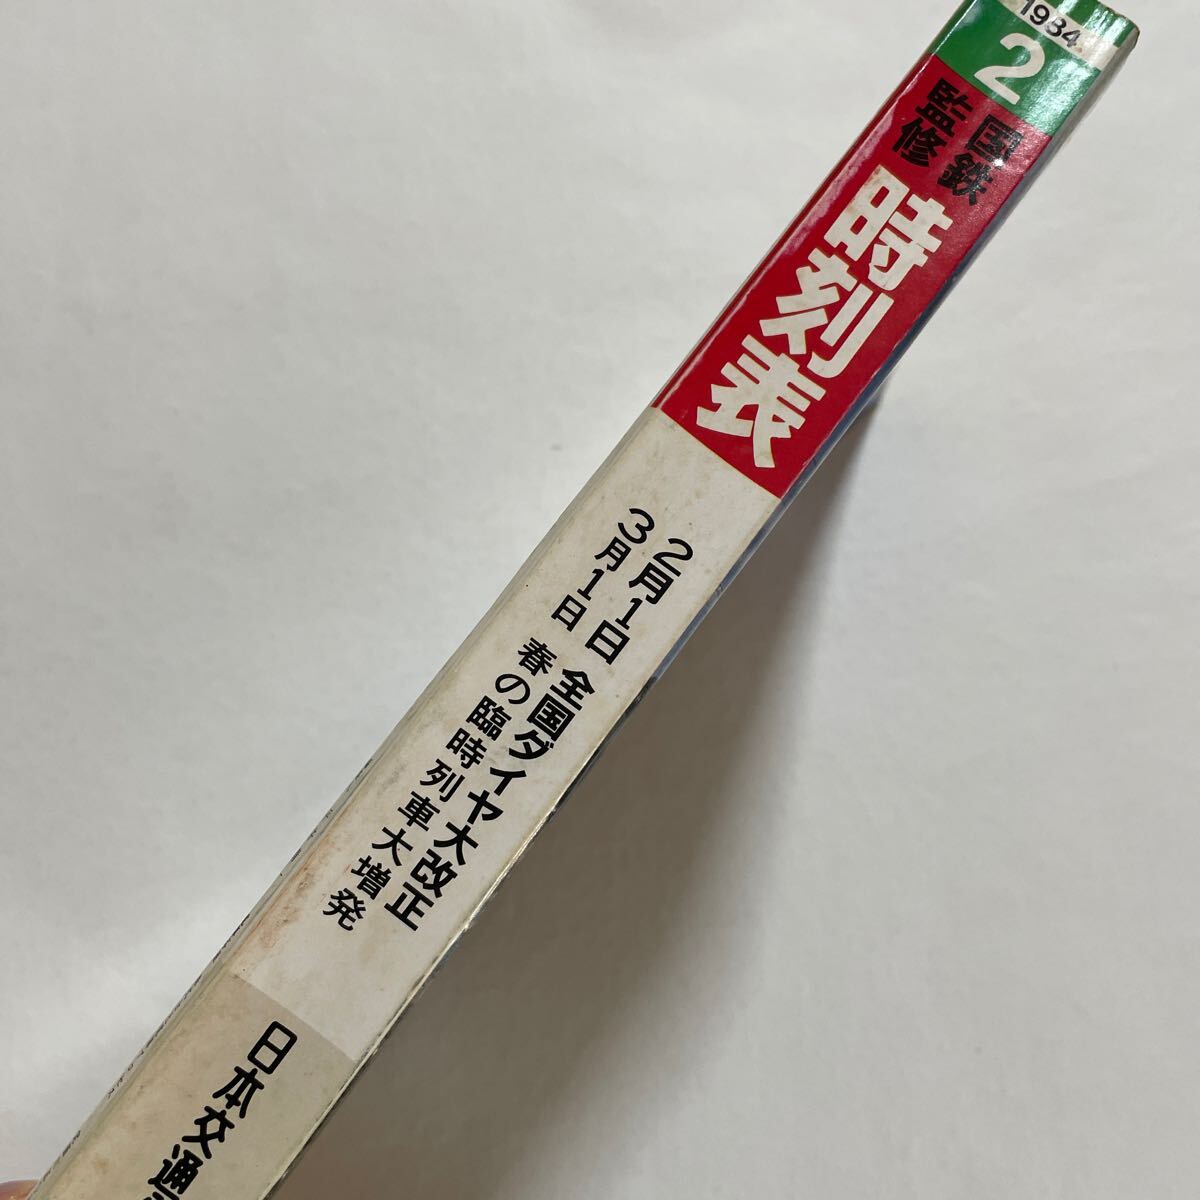 1984
2
国鉄
監修
時刻表
2月1日 全国ダイヤ大改正
3月1日 春の臨時列車大増発
日本交通